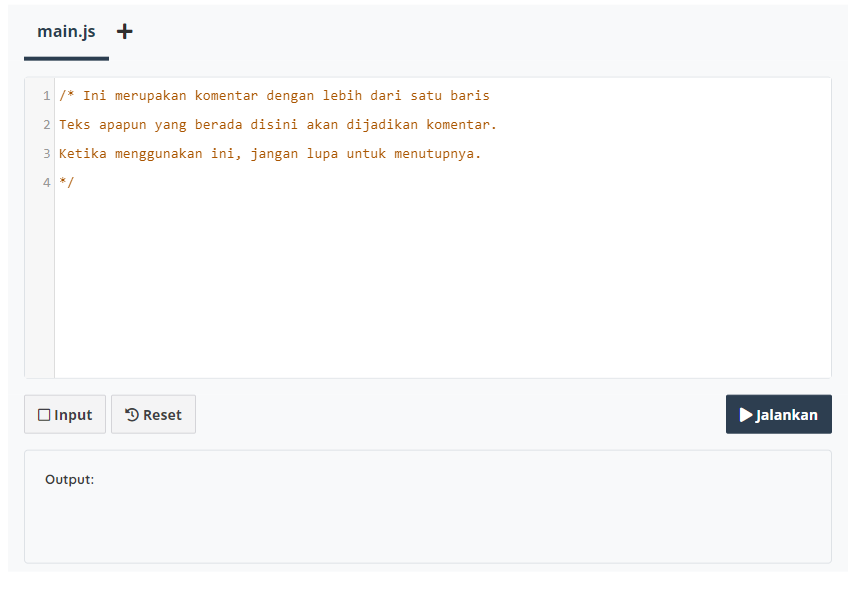 main.js +
1 /* Ini merupakan komentar dengan lebih dari satu baris
2 Teks apapun yang berada disini akan dijadikan komentar.
3 Ketika menggunakan ini, jangan lupa untuk menutupnya.
4 */
Input Reset Jalankan
Output: